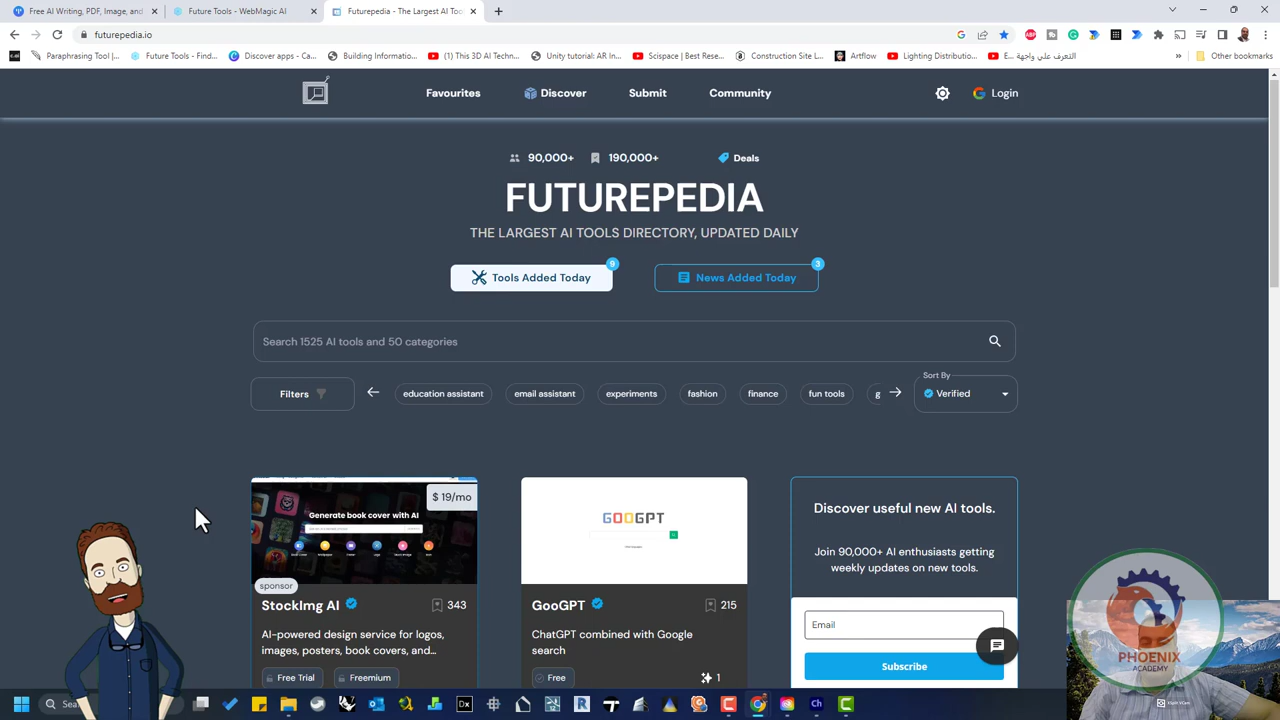 Free AI Writing, PDF, Image, and
Future Tools - WebMagic AI
Futurepedia - The Largest AI Too
futurepedia.io
Paraphrasing Tool |
Future Tools - Find...
Discover apps - Ca...
Building Informatio...
(1) This 3D AI Techn...
Unity tutorial: AR In...
Scispace | Best Rese...
Construction Site L...
Artflow
Lighting Distributio...
التعرف علي واجهة E...
Other bookmarks
Favourites
Discover
Submit
Community
Login
90,000+
190,000+
Deals
FUTUREPEDIA
THE LARGEST AI TOOLS DIRECTORY, UPDATED DAILY
Tools Added Today
9
News Added Today
3
Search 1525 AI tools and 50 categories
Filters
education assistant
email assistant
experiments
fashion
finance
fun tools
g
Sort By
Verified
$ 19/mo
Generate book cover with AI
sponsor
StockImg AI
343
AI-powered design service for logos,
images, posters, book covers, and...
Free Trial
Freemium
GOOGPT
GooGPT
215
ChatGPT combined with Google
search
Free
1
Discover useful new AI tools.
Join 90,000+ AI enthusiasts getting
weekly updates on new tools.
Email
Subscribe
PHOENIX
ACADEMY
XSplit VCam
Sea